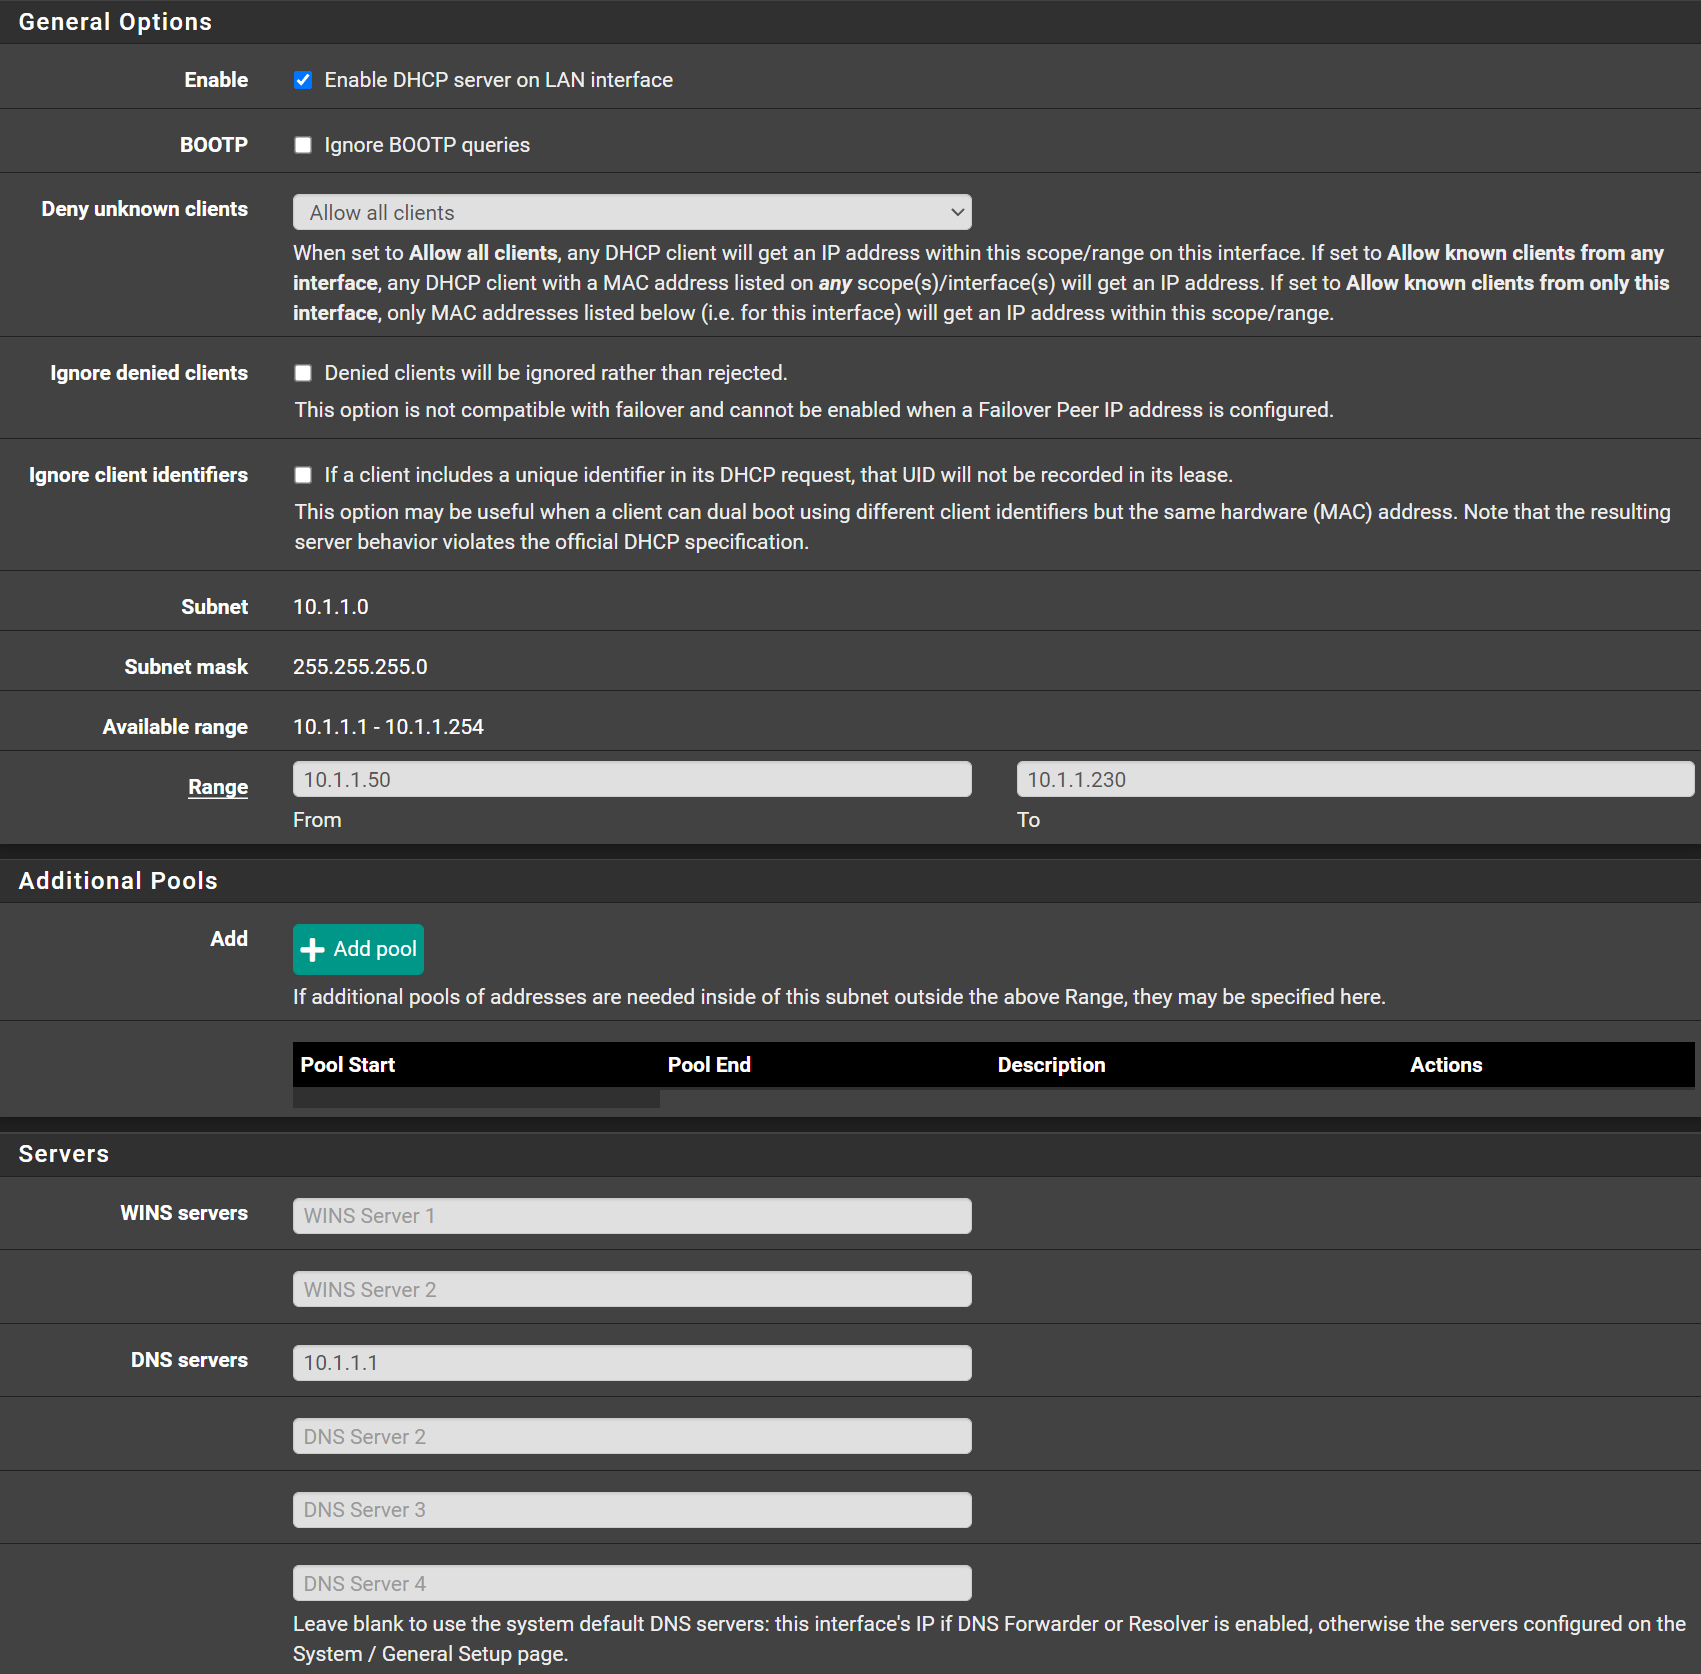 General Options
Enable
Enable DHCP server on LAN interface
BOOTP
Ignore BOOTP queries
Deny unknown clients
Allow all clients
When set to Allow all clients, any DHCP client will get an IP address within this scope/range on this interface. If set to Allow known clients from any
interface, any DHCP client with a MAC address listed on any scope(s)/interface(s) will get an IP address. If set to Allow known clients from only this
interface, only MAC addresses listed below (i.e. for this interface) will get an IP address within this scope/range.
Ignore denied clients
Denied clients will be ignored rather than rejected.
This option is not compatible with failover and cannot be enabled when a Failover Peer IP address is configured.
Ignore client identifiers
If a client includes a unique identifier in its DHCP request, that UID will not be recorded in its lease.
This option may be useful when a client can dual boot using different client identifiers but the same hardware (MAC) address. Note that the resulting
server behavior violates the official DHCP specification.
Subnet
10.1.1.0
Subnet mask
255.255.255.0
Available range
10.1.1.1 - 10.1.1.254
Range
10.1.1.50
From
10.1.1.230
To
Additional Pools
Add
Add pool
If additional pools of addresses are needed inside of this subnet outside the above Range, they may be specified here.
Pool Start Pool End Description Actions
Servers
WINS servers
WINS Server 1
WINS Server 2
DNS servers
10.1.1.1
DNS Server 2
DNS Server 3
DNS Server 4
Leave blank to use the system default DNS servers: this interface's IP if DNS Forwarder or Resolver is enabled, otherwise the servers configured on the
System / General Setup page.